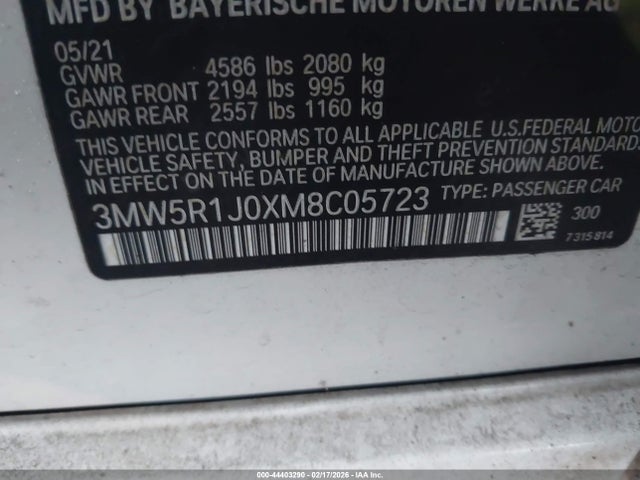 MFD BY BAYERISCHE MOTOREN WERKE AG
05/21
GVWR 4586 lbs 2080 kg
GAWR FRONT 2194 lbs 995 kg
GAWR REAR 2557 lbs 1160 kg
THIS VEHICLE CONFORMS TO ALL APPLICABLE U.S.FEDERAL MOTO
VEHICLE SAFETY, BUMPER AND THEFT PREVENTION STANDARDS
IN EFFECT ON THE DATE OF MANUFACTURE SHOWN ABOVE.
3MW5R1J0XM8C05723 TYPE: PASSENGER CAR
300
7315814
000-44403290 - 02/17/2026 - IAAI.COM